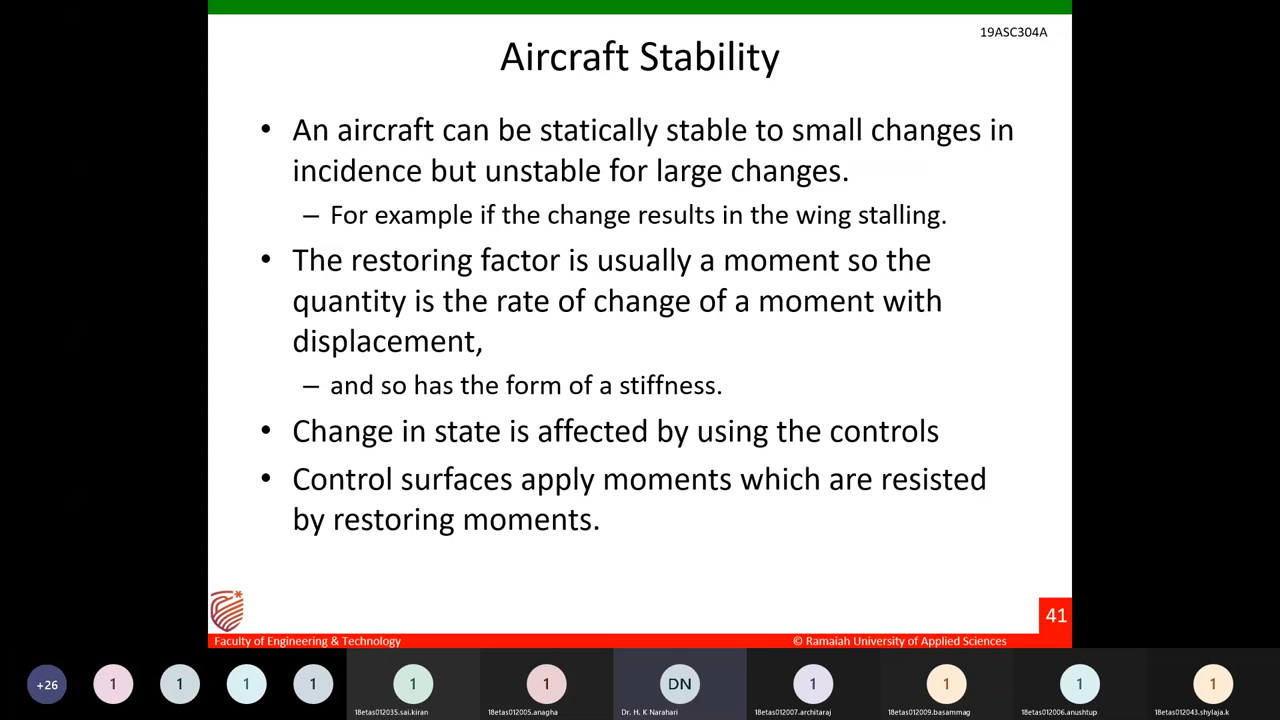 19ASC304A
Aircraft Stability
• An aircraft can be statically stable to small changes in
incidence but unstable for large changes.
– For example if the change results in the wing stalling.
• The restoring factor is usually a moment so the
quantity is the rate of change of a moment with
displacement,
– and so has the form of a stiffness.
• Change in state is affected by using the controls
• Control surfaces apply moments which are resisted
by restoring moments.
41
Faculty of Engineering & Technology
© Ramaiah University of Applied Sciences
+26 1 1 1 1 1 1 DN 1 1 1 1
18etas012035.sai.kiran 18etas012005.anagha Dr. H. K Narahari 18etas012007.architaraj 18etas012009.basammag 18etas012006.anushtup 18etas012043.shylaja.k